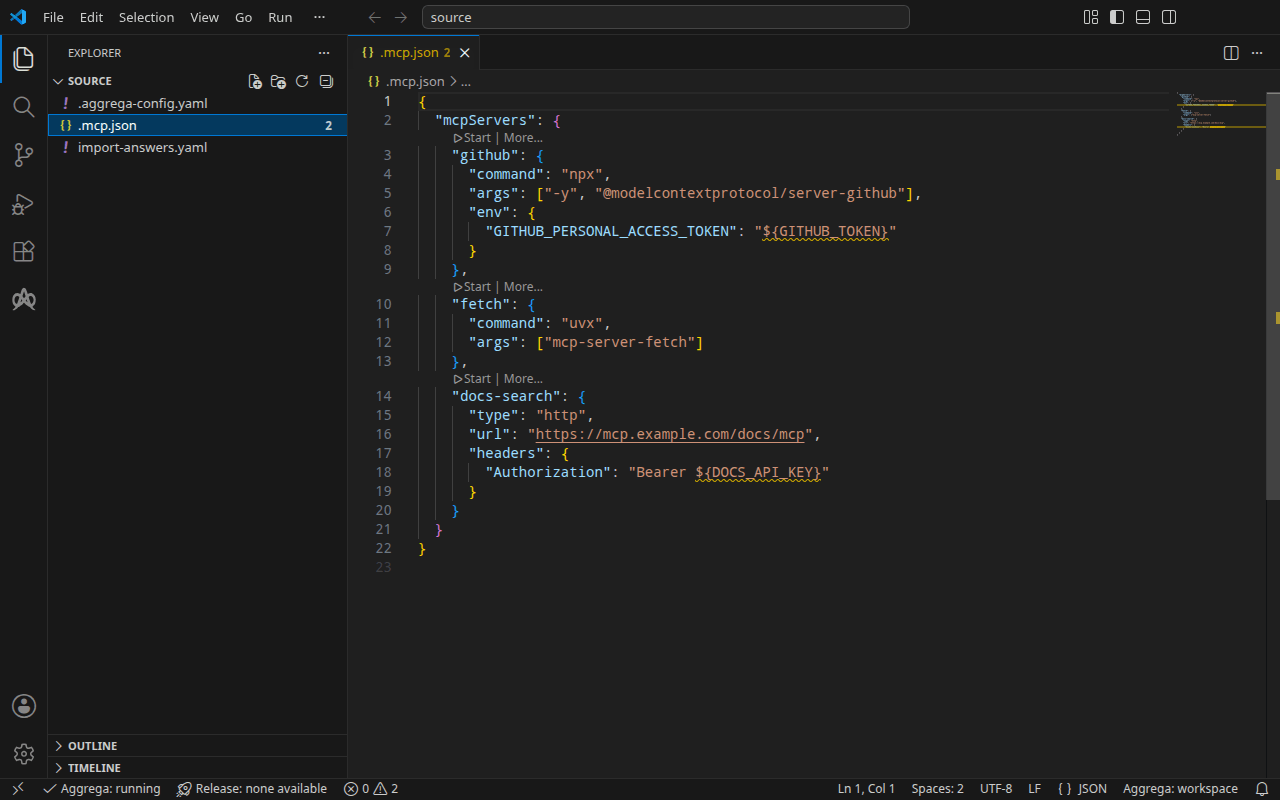 File Edit Selection View Go Run ···
source
EXPLORER ···
SOURCE
.aggrega-config.yaml
.mcp.json 2
import-answers.yaml
OUTLINE
TIMELINE
.mcp.json 2
.mcp.json > ...
1 {
2 "mcpServers": {
Start | More...
3 "github": {
4 "command": "npx",
5 "args": ["-y", "@modelcontextprotocol/server-github"],
6 "env": {
7 "GITHUB_PERSONAL_ACCESS_TOKEN": "${GITHUB_TOKEN}"
8 }
9 },
Start | More...
10 "fetch": {
11 "command": "uvx",
12 "args": ["mcp-server-fetch"]
13 },
Start | More...
14 "docs-search": {
15 "type": "http",
16 "url": "https://mcp.example.com/docs/mcp",
17 "headers": {
18 "Authorization": "Bearer ${DOCS_API_KEY}"
19 }
20 }
21 }
22 }
23
Aggrega: running Release: none available 0 2 Ln 1, Col 1 Spaces: 2 UTF-8 LF { } JSON Aggrega: workspace